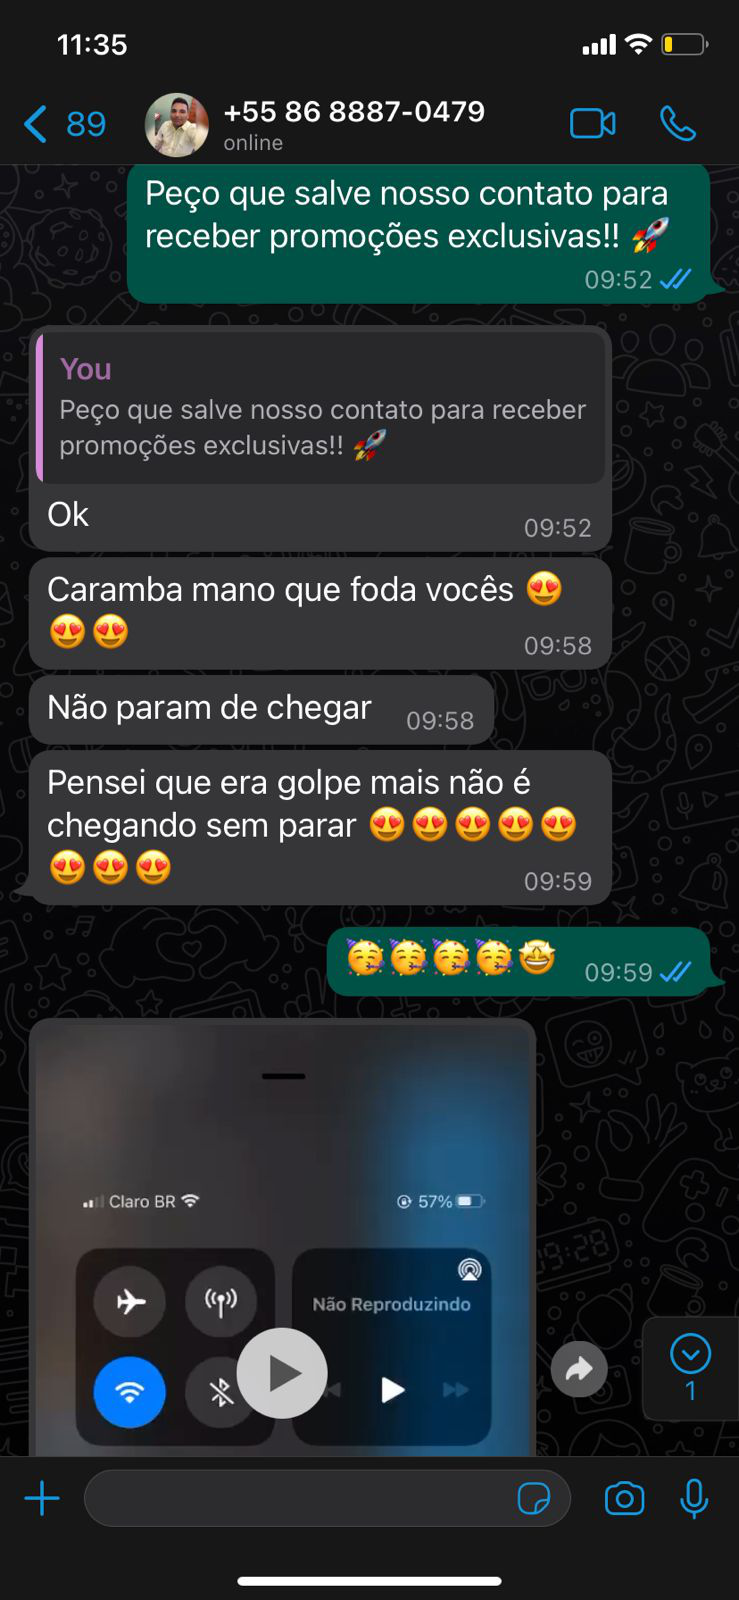 11:35
89
+55 86 8887-0479
online
Peço que salve nosso contato para
receber promoções exclusivas!! 🚀
09:52
You
Peço que salve nosso contato para receber
promoções exclusivas!! 🚀
Ok
09:52
Caramba mano que foda vocês 😍
😍😍
09:58
Não param de chegar
09:58
Pensei que era golpe mais não é
chegando sem parar 😍😍😍😍😍
😍😍😍
09:59
🥳🥳🥳🥳🤩
09:59
Claro BR
57%
Não Reproduzindo
1